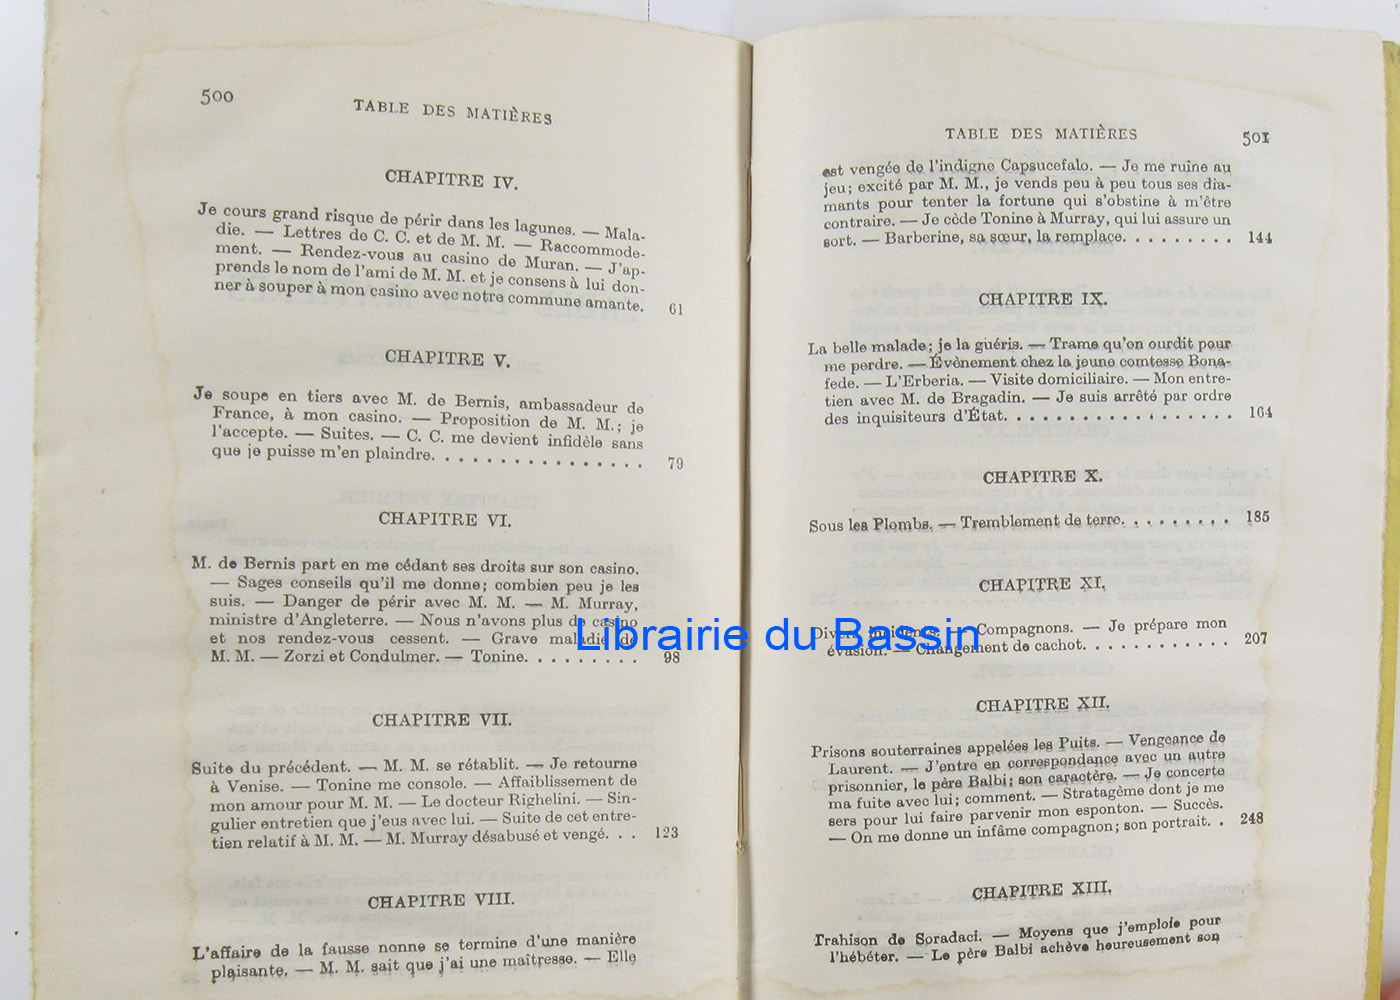 500
TABLE DES MATIÈRES
CHAPITRE IV.
Je cours grand risque de périr dans les lagunes. — Mala-
die. — Lettres de C. C. et de M. M. — Raccommode-
ment. — Rendez-vous au casino de Muran. — J'ap-
prends le nom de l'ami de M. M. et je consens à lui don-
ner à souper à mon casino avec notre commune amante. 61
CHAPITRE V.
Je soupe en tiers avec M. de Bernis, ambassadeur de
France, à mon casino. — Proposition de M. M.; je
l'accepte. — Suites. — C. C. me devient infidèle sans
que je puisse m'en plaindre. . . . . . . . . . . . . . . . 79
CHAPITRE VI.
M. de Bernis part en me cédant ses droits sur son casino.
— Sages conseils qu'il me donne; combien peu je les
suis. — Danger de périr avec M. M. — M. Murray,
ministre d'Angleterre. — Nous n'avons plus de casino
et nos rendez-vous cessent. — Grave maladie de
M. M. — Zorzi et Condulmer. — Tonine. . . . . . . . . 98
CHAPITRE VII.
Suite du précédent. — M. M. se rétablit. — Je retourne
à Venise. — Tonine me console. — Affaiblissement de
mon amour pour M. M. — Le docteur Righelini. — Sin-
gulier entretien que j'eus avec lui. — Suite de cet entre-
tien relatif à M. M. — M. Murray désabusé et vengé. . . 123
CHAPITRE VIII.
L'affaire de la fausse nonne se termine d'une manière
plaisante. — M. M. sait que j'ai une maîtresse. — Elle
TABLE DES MATIÈRES
501
est vengée de l'indigne Capsucefalo. — Je me ruine au
jeu; excité par M. M., je vends peu à peu tous ses dia-
mants pour tenter la fortune qui s'obstine à m'être
contraire. — Je cède Tonine à Murray, qui lui assure un
sort. — Barberine, sa sœur, la remplace. . . . . . . . . 144
CHAPITRE IX.
La belle malade; je la guéris. — Trame qu'on ourdit pour
me perdre. — Évènement chez la jeune comtesse Bona-
fede. — L'Erberia. — Visite domiciliaire. — Mon entre-
tien avec M. de Bragadin. — Je suis arrêté par ordre
des inquisiteurs d'État. . . . . . . . . . . . . . . . . . 164
CHAPITRE X.
Sous les Plombs. — Tremblement de terre. . . . . . . . . 185
CHAPITRE XI.
Divers incidents. — Compagnons. — Je prépare mon
évasion. — Changement de cachot. . . . . . . . . . . . 207
CHAPITRE XII.
Prisons souterraines appelées les Puits. — Vengeance de
Laurent. — J'entre en correspondance avec un autre
prisonnier, le père Balbi; son caractère. — Je concerte
ma fuite avec lui; comment. — Stratagème dont je me
sers pour lui faire parvenir mon esponton. — Succès.
— On me donne un infâme compagnon; son portrait. . 248
CHAPITRE XIII.
Trahison de Soradaci. — Moyens que j'emploie pour
l'hébéter. — Le père Balbi achève heureusement son
Librairie du Bassin